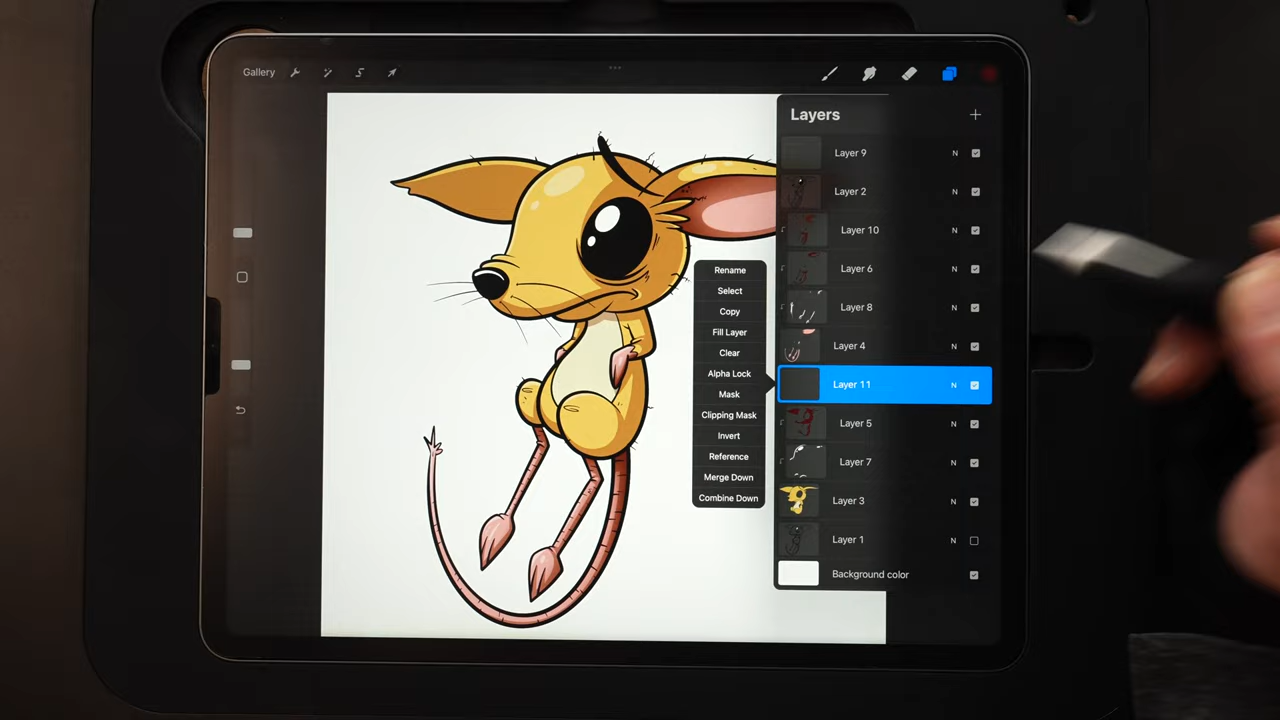 Gallery
Layers
Layer 9 N
Layer 2 N
Layer 10 N
Layer 6 N
Layer 8 N
Layer 4 N
Layer 11 N
Layer 5 N
Layer 7 N
Layer 3 N
Layer 1 N
Background color
Rename
Select
Copy
Fill Layer
Clear
Alpha Lock
Mask
Clipping Mask
Invert
Reference
Merge Down
Combine Down